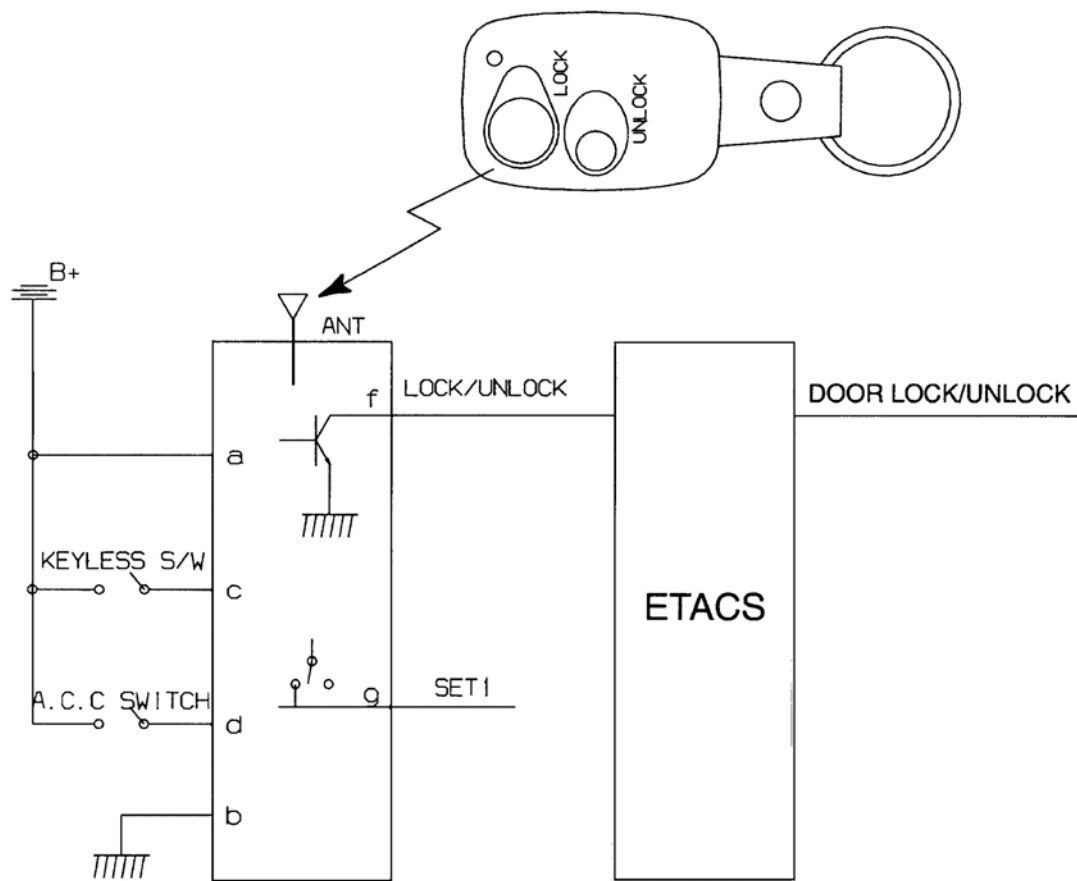 LOCK
UNLOCK
B+
ANT
f
LOCK/UNLOCK
DOOR LOCK/UNLOCK
a
KEYLESS S/W
c
ETACS
A.C.C SWITCH
d
g
SET1
b